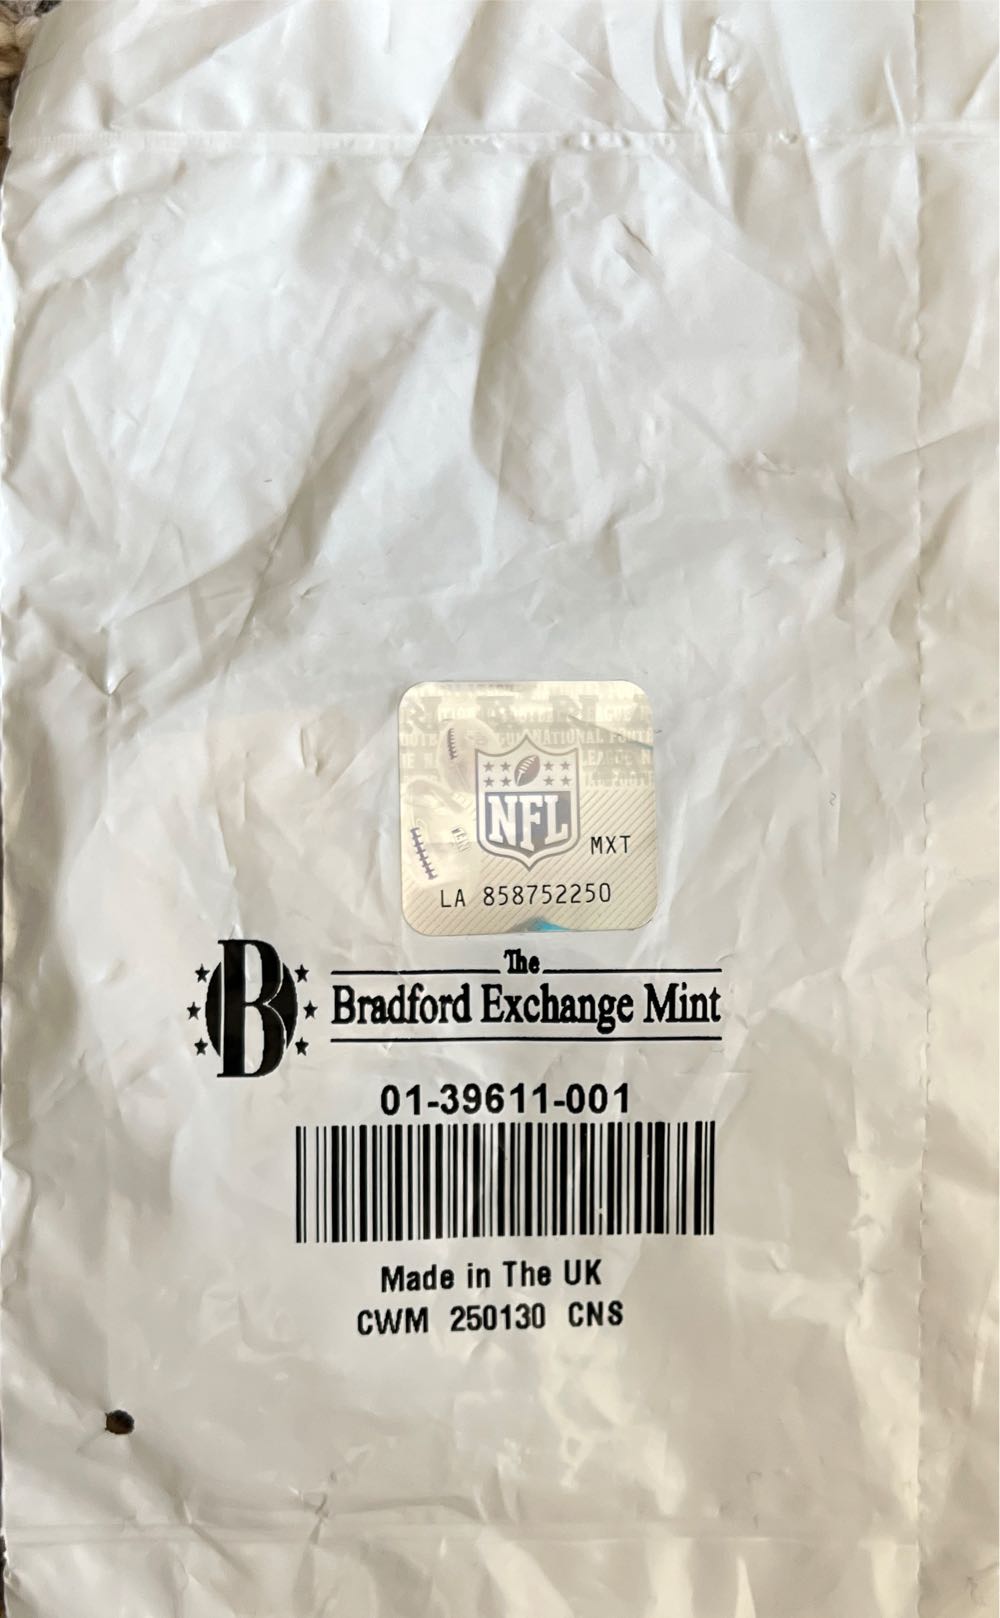 NFL
MXT
LA 858752250
B
The
Bradford Exchange Mint
01-39611-001
Made in The UK
CWM 250130 CNS